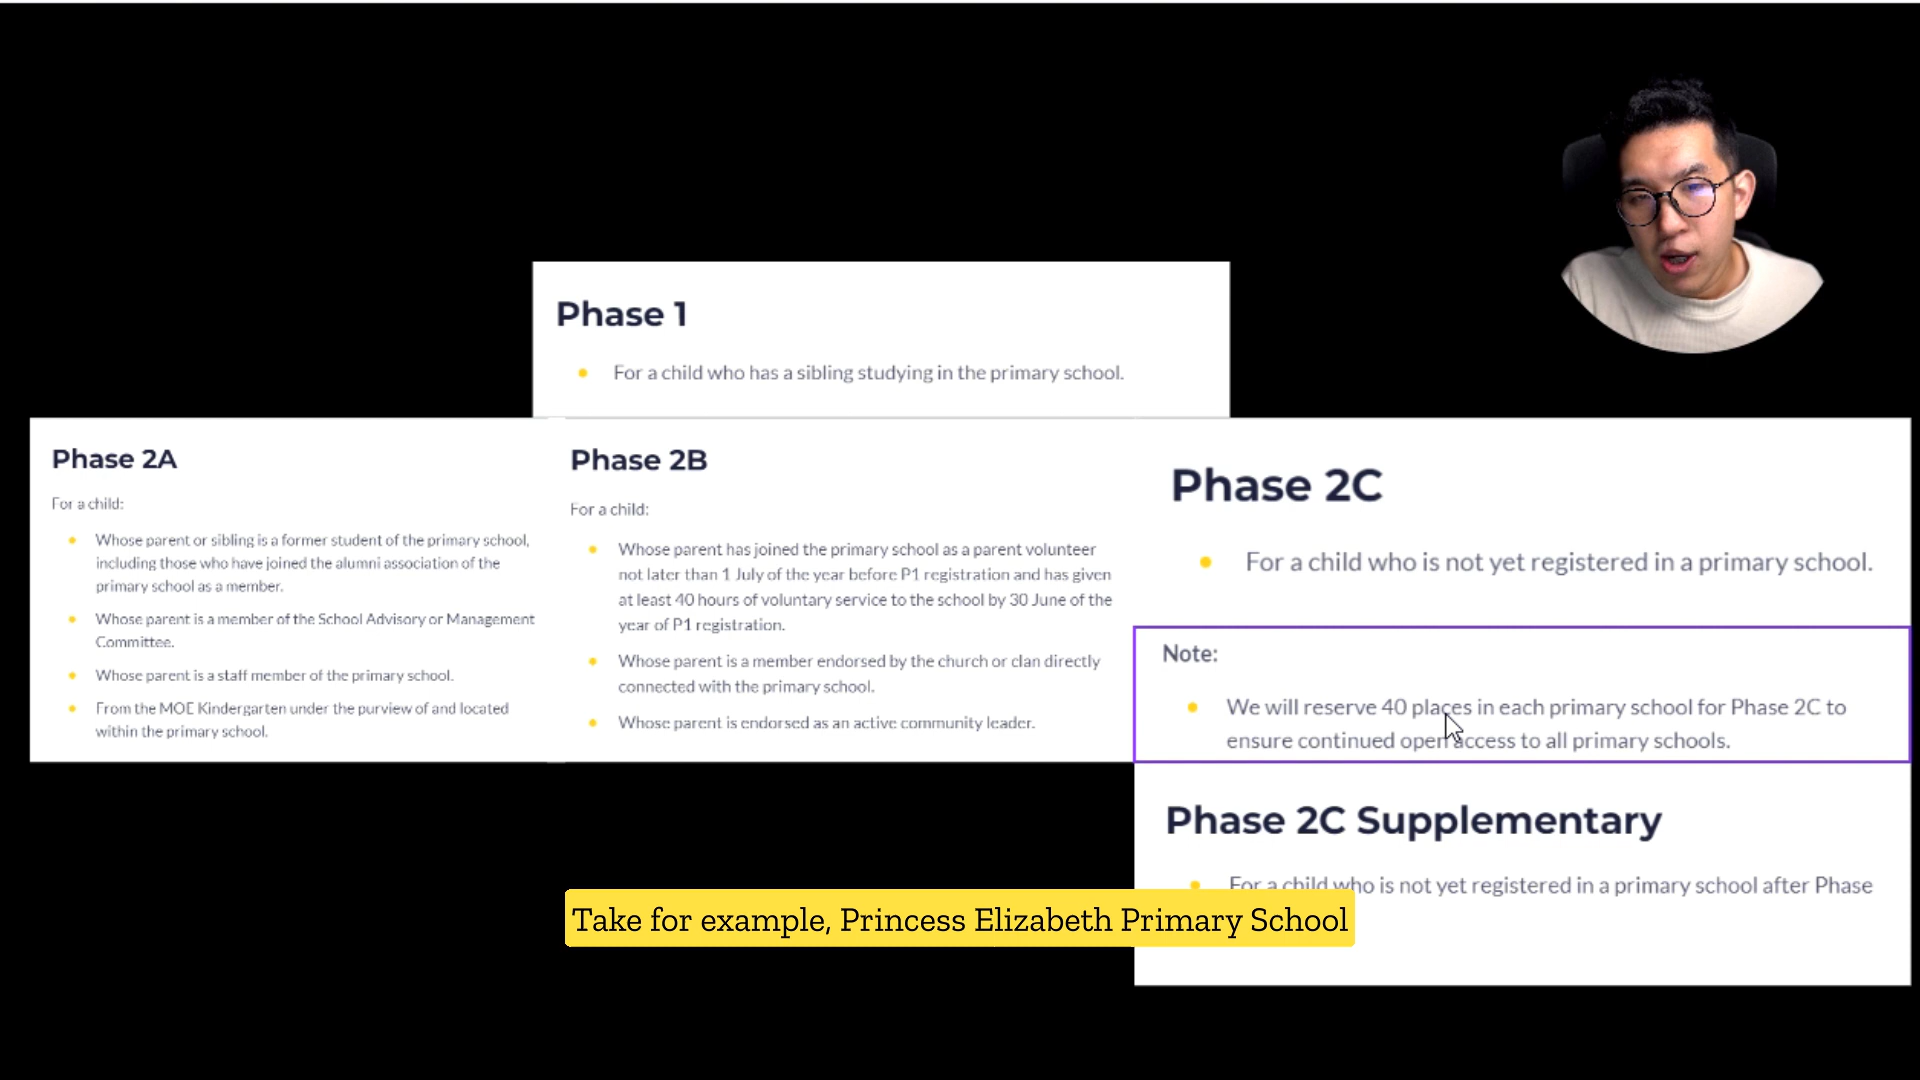 Phase 1
For a child who has a sibling studying in the primary school.
Phase 2A
For a child:
Whose parent or sibling is a former student of the primary school,
including those who have joined the alumni association of the
primary school as a member.
Whose parent is a member of the School Advisory or Management
Committee.
Whose parent is a staff member of the primary school.
From the MOE Kindergarten under the purview of and located
within the primary school.
Phase 2B
For a child:
Whose parent has joined the primary school as a parent volunteer
not later than 1 July of the year before P1 registration and has given
at least 40 hours of voluntary service to the school by 30 June of the
year of P1 registration.
Whose parent is a member endorsed by the church or clan directly
connected with the primary school.
Whose parent is endorsed as an active community leader.
Phase 2C
For a child who is not yet registered in a primary school.
Note:
We will reserve 40 places in each primary school for Phase 2C to
ensure continued open access to all primary schools.
Phase 2C Supplementary
For a child who is not yet registered in a primary school after Phase
Take for example, Princess Elizabeth Primary School